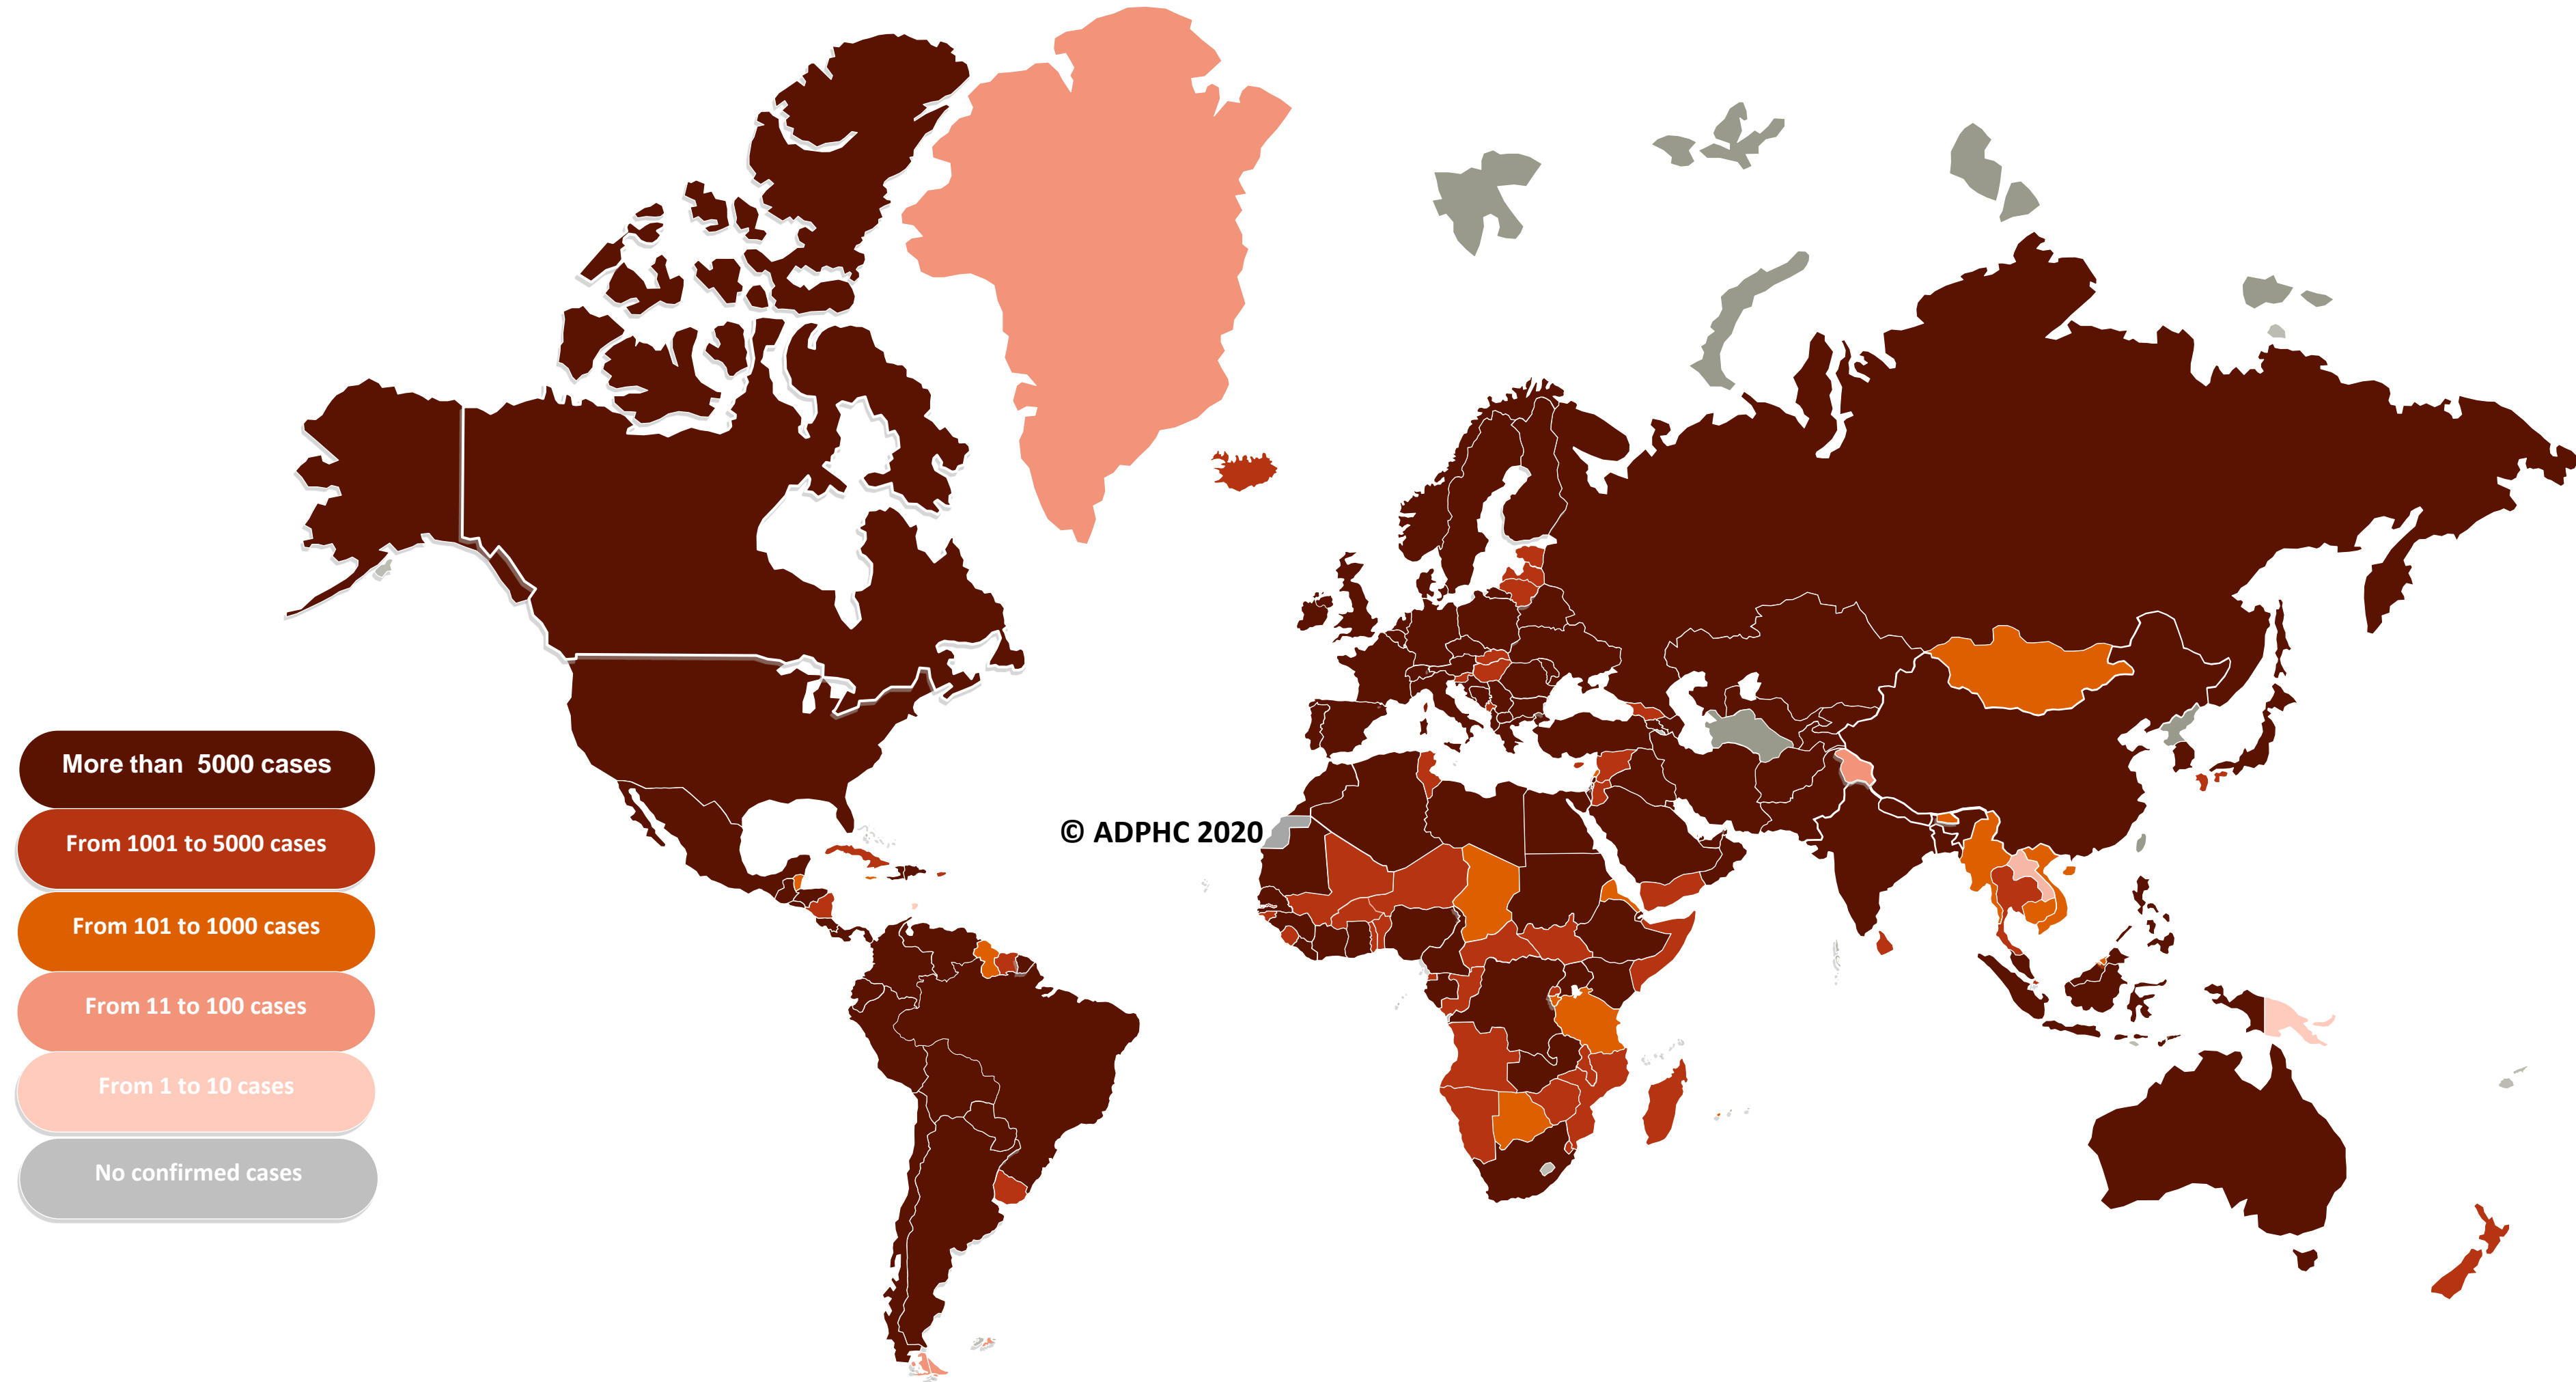 More than  5000 cases
From 1001 to 5000 cases
From 101 to 1000 cases
From 11 to 100 cases
From 1 to 10 cases
No confirmed cases
© ADPHC 2020